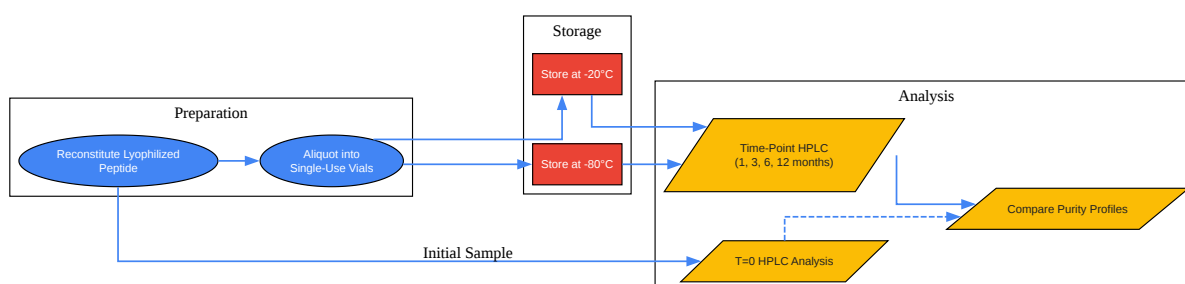 Preparation
Reconstitute Lyophilized
Peptide
Aliquot into
Single-Use Vials
Storage
Store at -20°C
Store at -80°C
Analysis
Time-Point HPLC
(1, 3, 6, 12 months)
Compare Purity Profiles
Initial Sample
T=0 HPLC Analysis